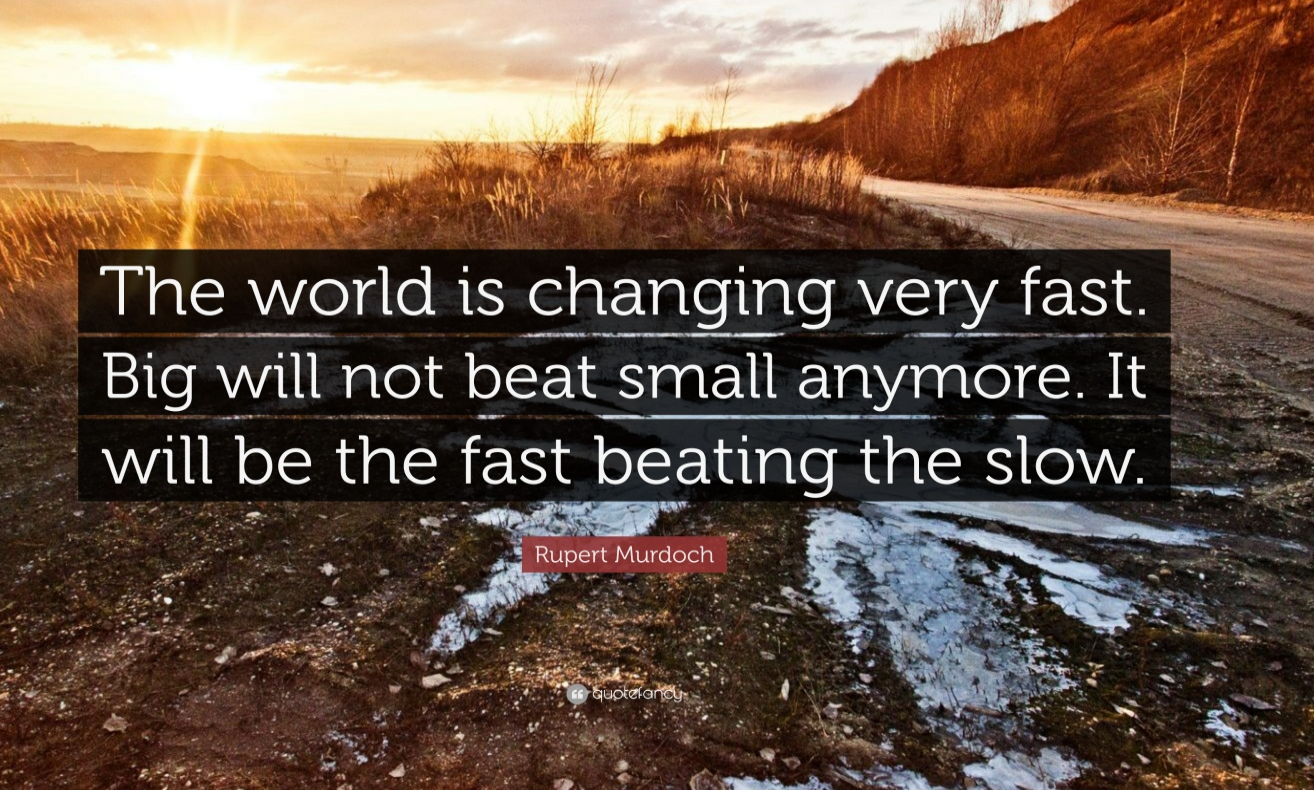 The world is changing very fast.
Big will not beat small anymore. It
will be the fast beating the slow.
Rupert Murdoch
quotefancy